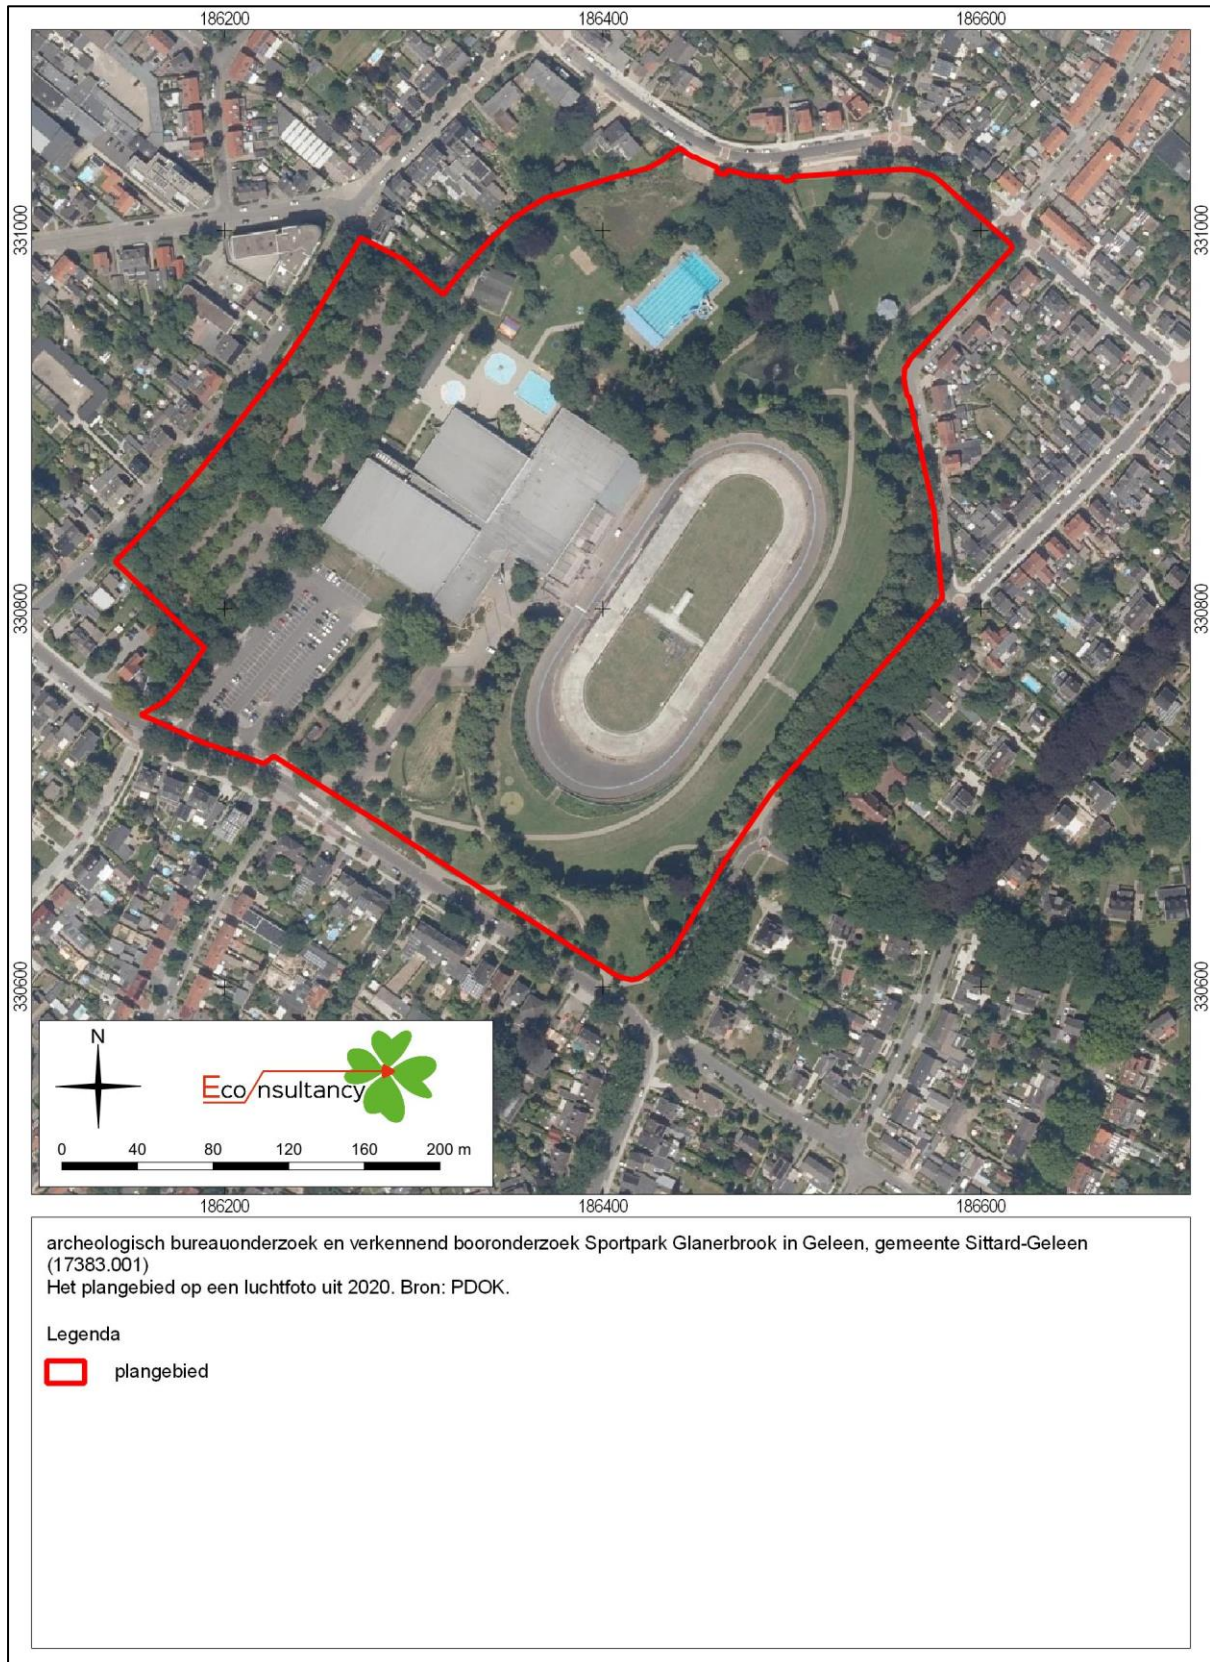 186200 186400 186600
331000 331000
330800 330800
330600 330600
N
Econsultancy
0 40 80 120 160 200 m
186200 186400 186600
archeologisch bureauonderzoek en verkennend booronderzoek Sportpark Glanerbrook in Geleen, gemeente Sittard-Geleen
(17383.001)
Het plangebied op een luchtfoto uit 2020. Bron: PDOK.
Legenda
plangebied